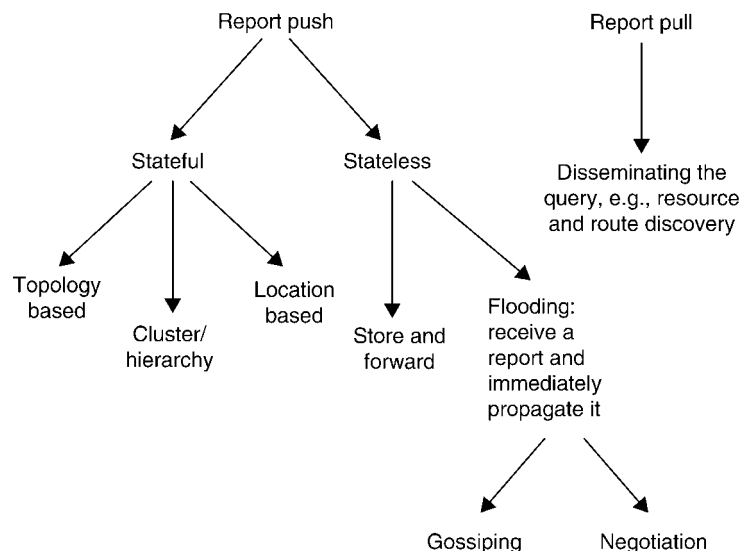 Report push
Report pull
Stateful
Stateless
Disseminating the
query, e.g., resource
and route discovery
Topology
based
Cluster/
hierarchy
Location
based
Store and
forward
Flooding:
receive a
report and
immediately
propagate it
Gossiping
Negotiation